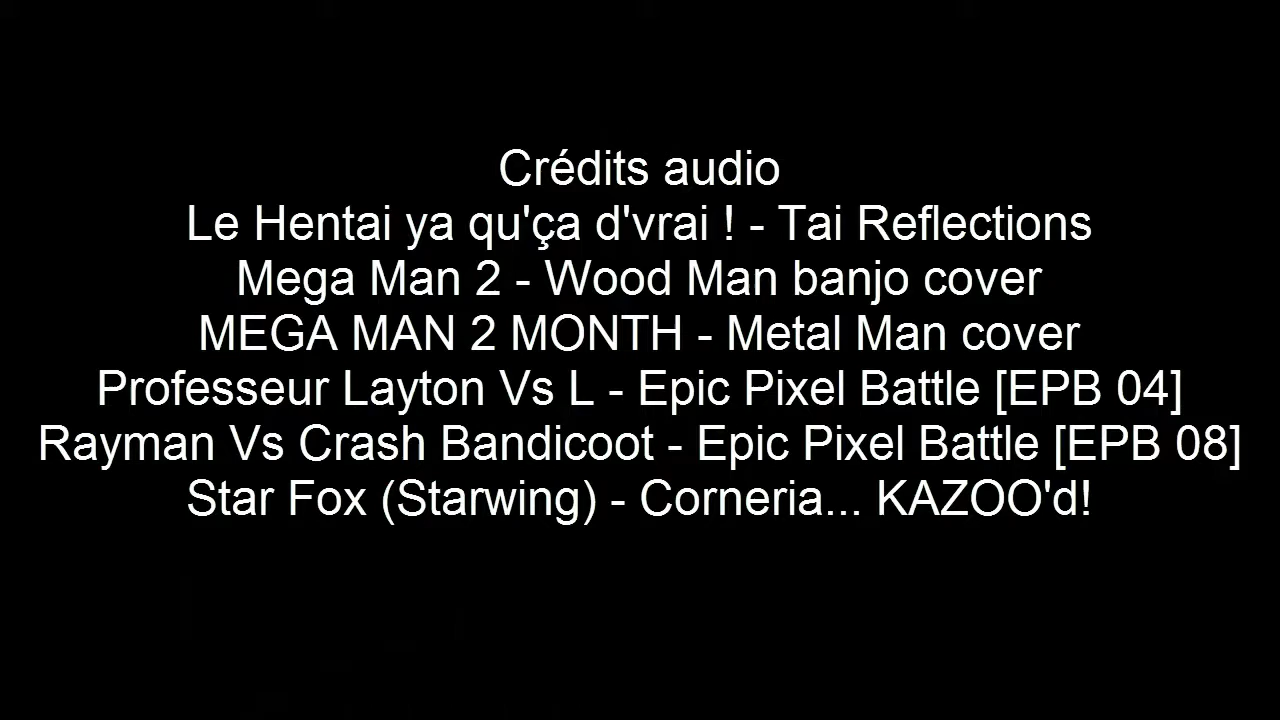 Crédits audio
Le Hentai ya qu'ça d'vrai ! - Tai Reflections
Mega Man 2 - Wood Man banjo cover
MEGA MAN 2 MONTH - Metal Man cover
Professeur Layton Vs L - Epic Pixel Battle [EPB 04]
Rayman Vs Crash Bandicoot - Epic Pixel Battle [EPB 08]
Star Fox (Starwing) - Corneria... KAZOO'd!